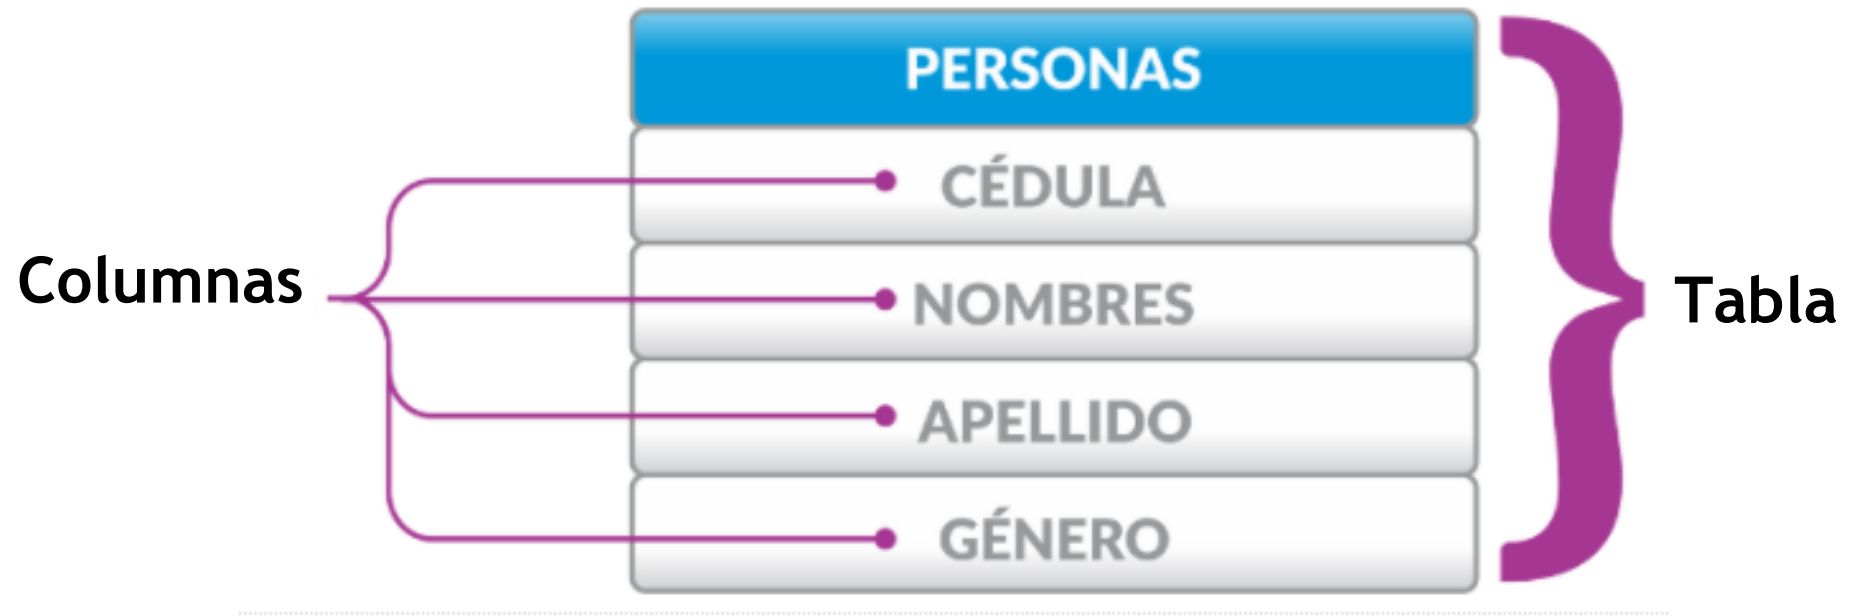 PERSONAS
CÉDULA
Columnas
NOMBRES
Tabla
APELLIDO
GÉNERO